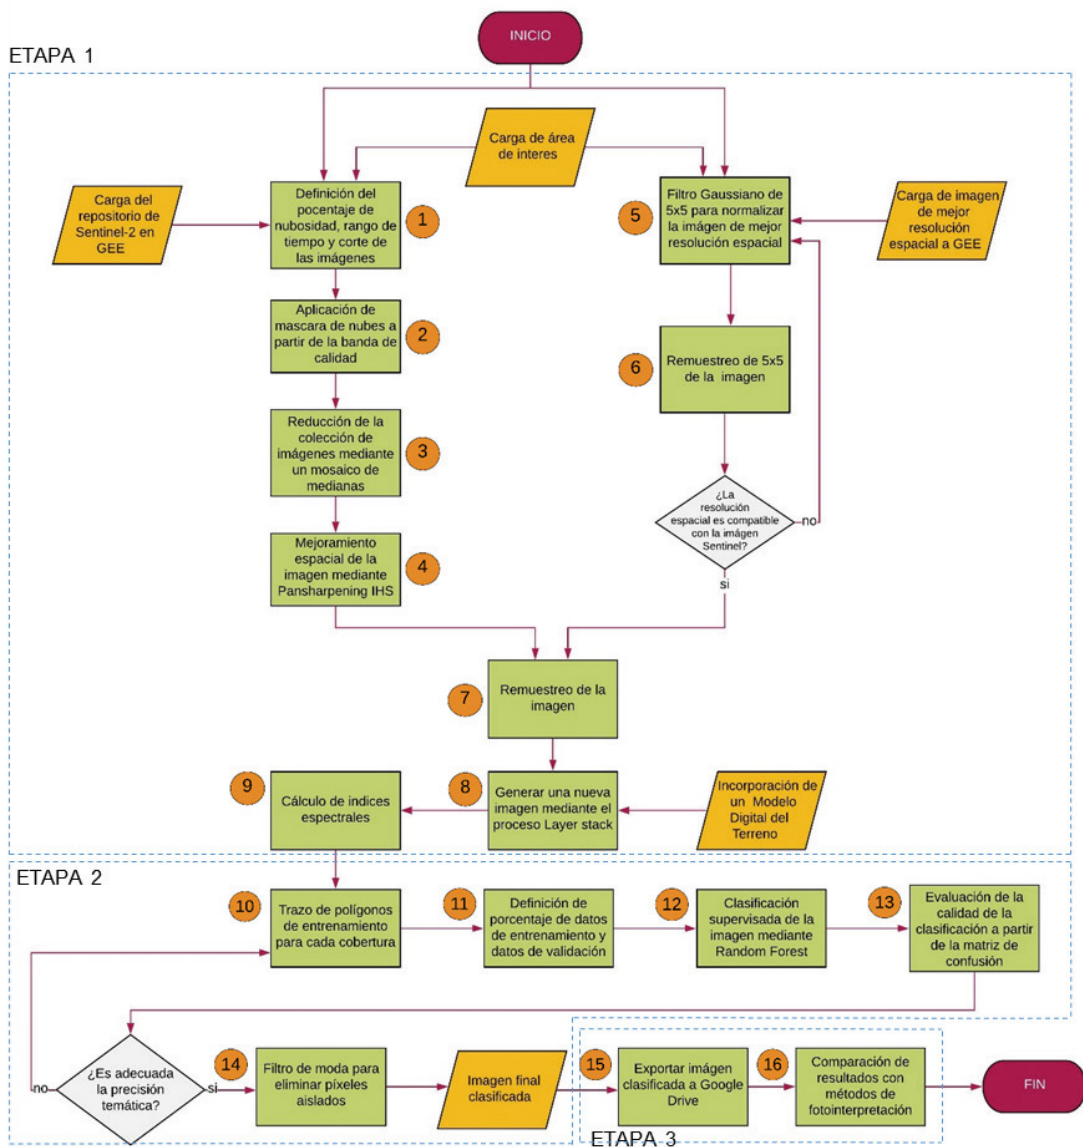 INICIO
ETAPA 1
Carga de área
de interes
Carga del
repositorio de
Sentinel-2 en
GEE
Definición del
pocentaje de
nubosidad, rango
de tiempo y corte
de las imágenes
1
5
Filtro Gaussiano de
5x5 para normalizar
la imágen de mejor
resolución espacial
Carga de imagen
de mejor
resolución
espacial a GEE
Aplicación de
mascara de nubes a
partir de la banda de
calidad
2
6
Remuestreo de 5x5
de la imagen
Reducción de la
colección de
imágenes mediante
un mosaico de
medianas
3
¿La
resolución
espacial es compatible
con la imágen
Sentinel?
no
si
Mejoramiento
espacial de la
imagen mediante
Pansharpening IHS
4
7
Remuestreo de la
imagen
9
Cálculo de indices
espectrales
8
Generar una nueva
imagen mediante el
proceso Layer stack
Incorporación de
un Modelo
Digital del
Terreno
ETAPA 2
10
Trazo de polígonos
de entrenamiento
para cada cobertura
11
Definición de
porcentaje de datos
de entrenamiento y
datos de validación
12
Clasificación
supervisada de la
imagen mediante
Random Forest
13
Evaluación de la
calidad de la
clasificación a partir
de la matriz de
confusión
no
¿Es adecuada
la precisión
temática?
si
14
Filtro de moda para
eliminar píxeles
aislados
Imagen final
clasificada
15
Exportar imágen
clasificada a Google
Drive
16
Comparación de
resultados con
métodos de
fotointerpretación
FIN
ETAPA 3